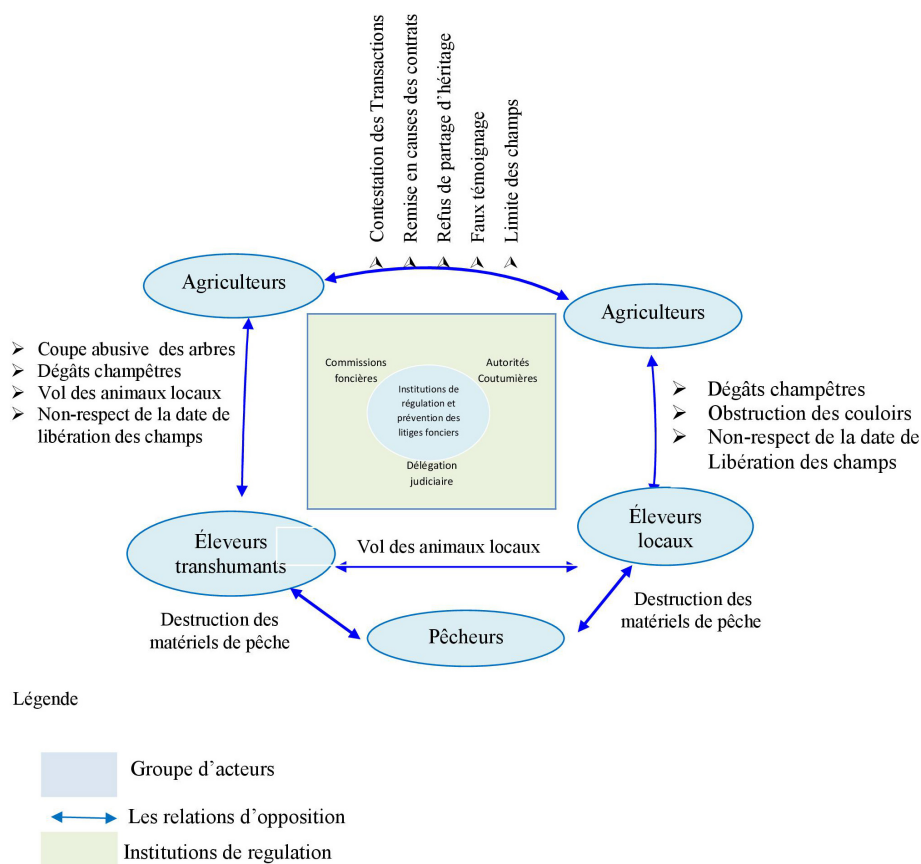 Contestation des Transactions
Remise en causes des contrats
Refus de partage d'héritage
Faux témoignage
Limite des champs
Agriculteurs
Agriculteurs
Coupe abusive des arbres
Dégâts champêtres
Vol des animaux locaux
Non-respect de la date de
libération des champs
Commissions
foncières
Autorités
Coutumières
Institutions de
régulation et
prévention des
litiges fonciers
Délégation
judiciaire
Dégâts champêtres
Obstruction des couloirs
Non-respect de la date de
Libération des champs
Éleveurs
transhumants
Vol des animaux locaux
Éleveurs
locaux
Destruction des
matériels de pêche
Pêcheurs
Destruction des
matériels de pêche
Légende
Groupe d'acteurs
Les relations d'opposition
Institutions de regulation